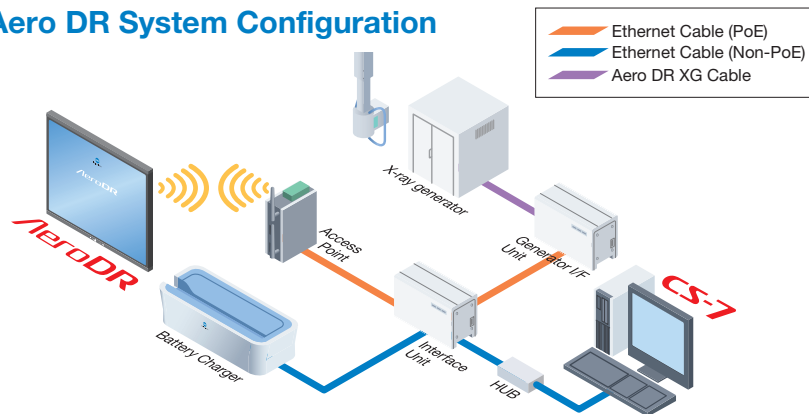 Aero DR System Configuration
Ethernet Cable (PoE)
Ethernet Cable (Non-PoE)
Aero DR XG Cable
AeroDR
AeroDR
Access
Point
X-ray generator
Generator I/F
Unit
CS-7
Battery Charger
Interface
Unit
HUB